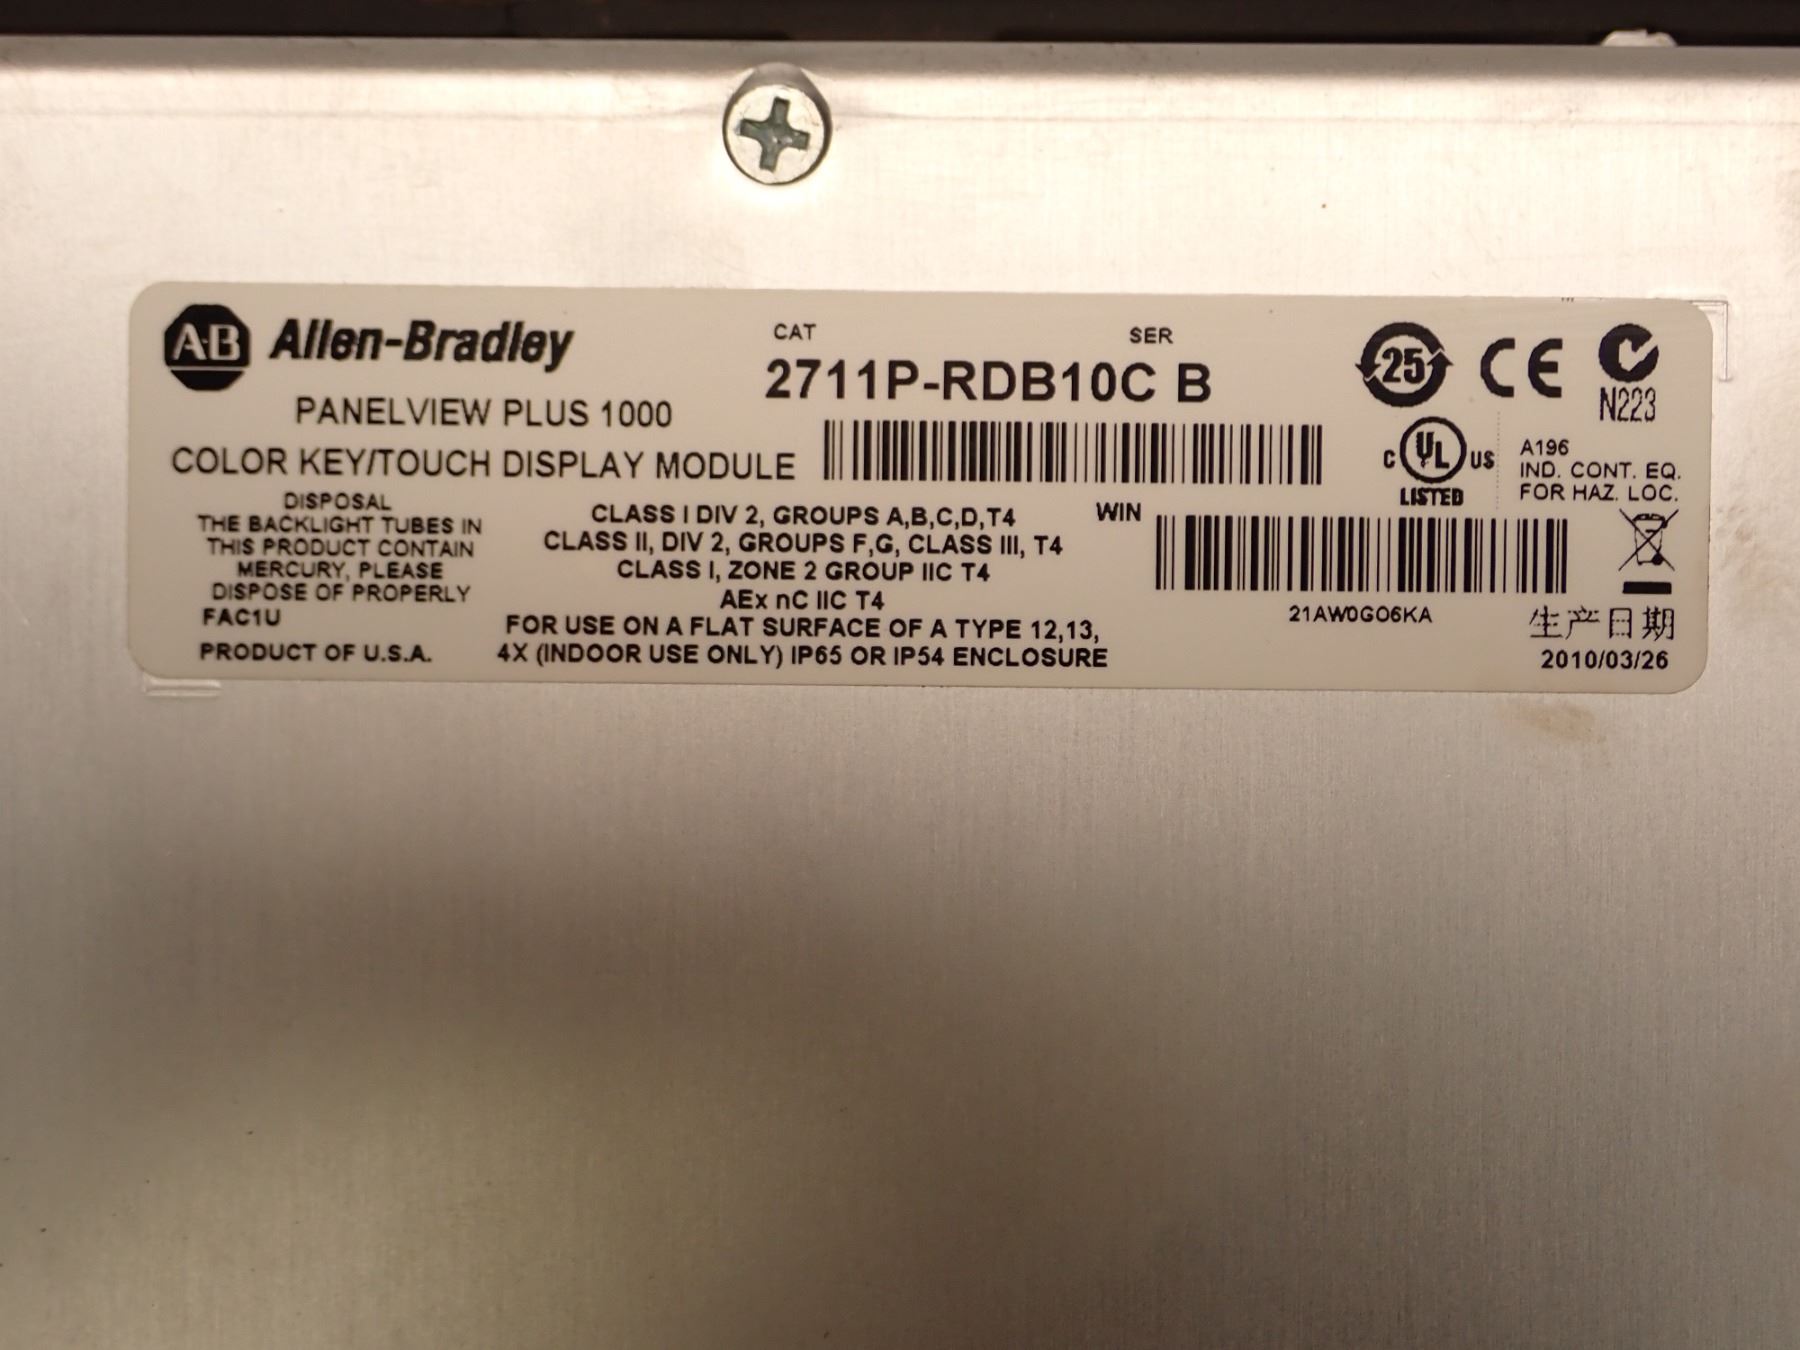 AB Allen-Bradley
PANELVIEW PLUS 1000
COLOR KEY/TOUCH DISPLAY MODULE
DISPOSAL
THE BACKLIGHT TUBES IN
THIS PRODUCT CONTAIN
MERCURY, PLEASE
DISPOSE OF PROPERLY
FAC1U
PRODUCT OF U.S.A.
CAT SER
2711P-RDB10C B
CLASS I DIV 2, GROUPS A,B,C,D,T4
CLASS II, DIV 2, GROUPS F,G, CLASS III, T4
CLASS I, ZONE 2 GROUP IIC T4
AEx nC IIC T4
FOR USE ON A FLAT SURFACE OF A TYPE 12,13,
4X (INDOOR USE ONLY) IP65 OR IP54 ENCLOSURE
WIN
21AW0GO6KA
25 CE
N223
C UL US
LISTED
A196
IND. CONT. EQ.
FOR HAZ. LOC.
生产日期
2010/03/26